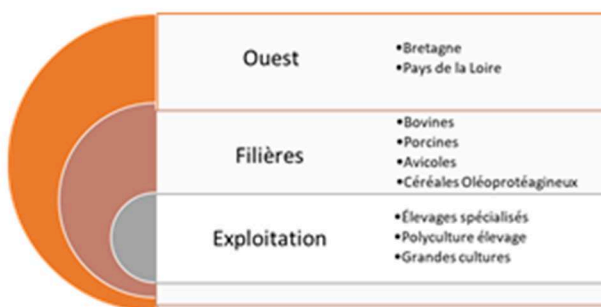 Ouest
•Bretagne
•Pays de la Loire
Filières
•Bovines
•Porcines
•Avicoles
•Céréales Oléoprotéagineux
Exploitation
•Élevages spécialisés
•Polyculture élevage
•Grandes cultures